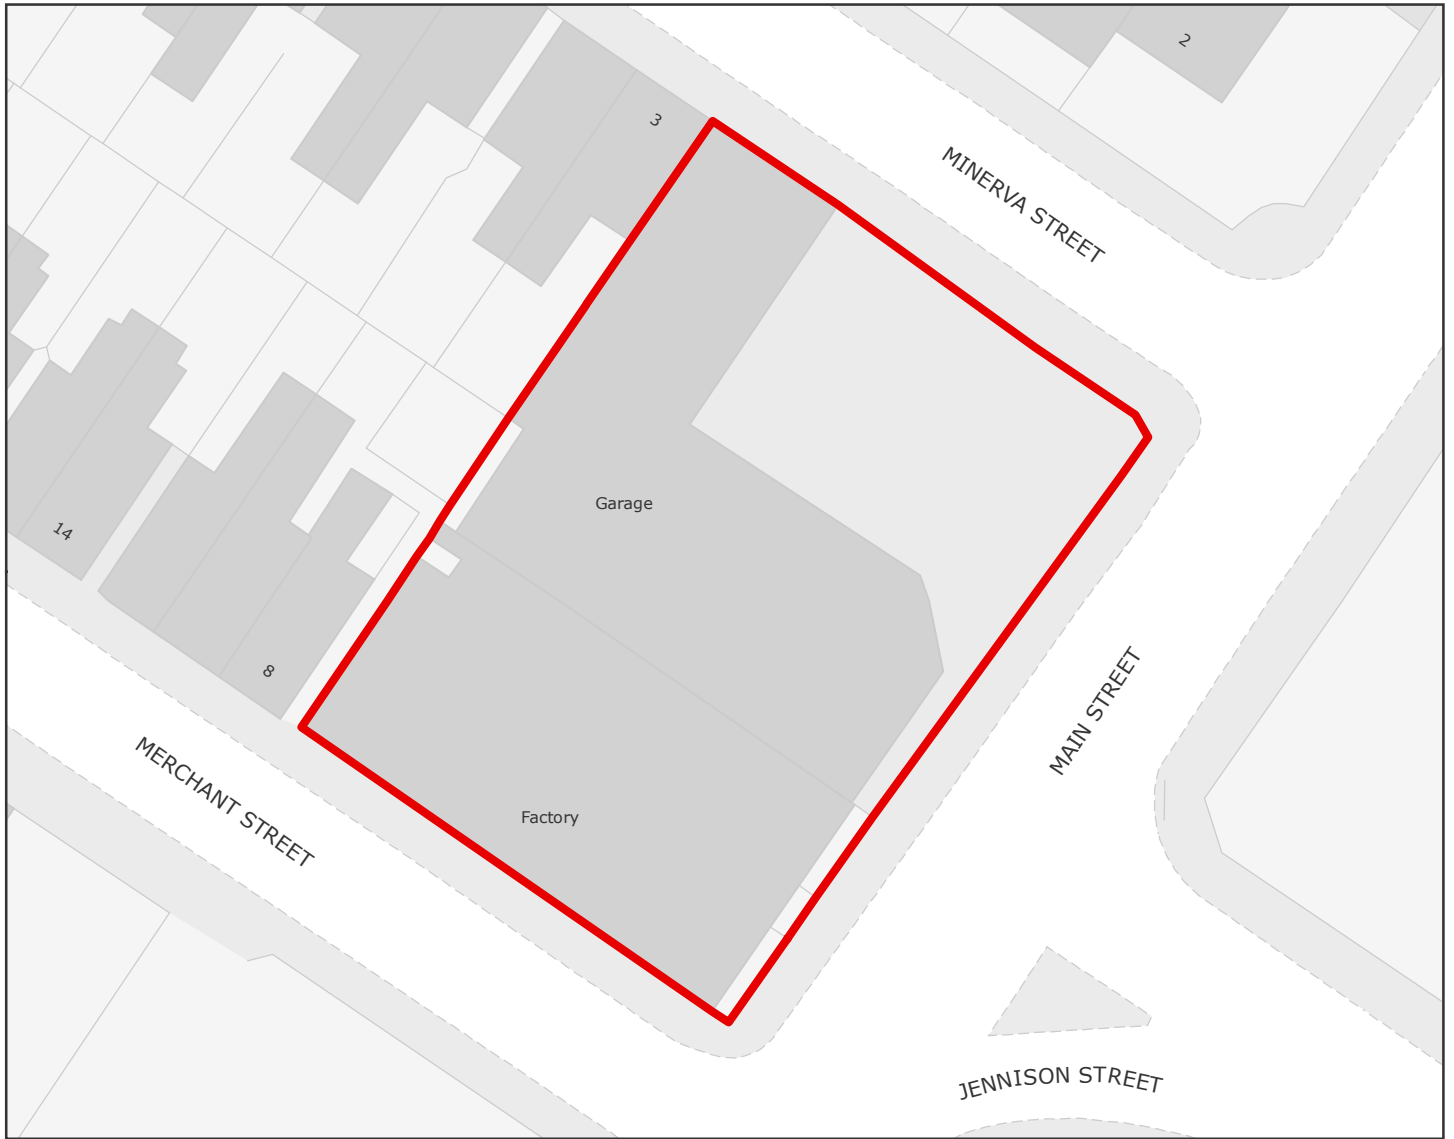 2
3
MINERVA STREET
Garage
14
8
MAIN STREET
MERCHANT STREET
Factory
JENNISON STREET